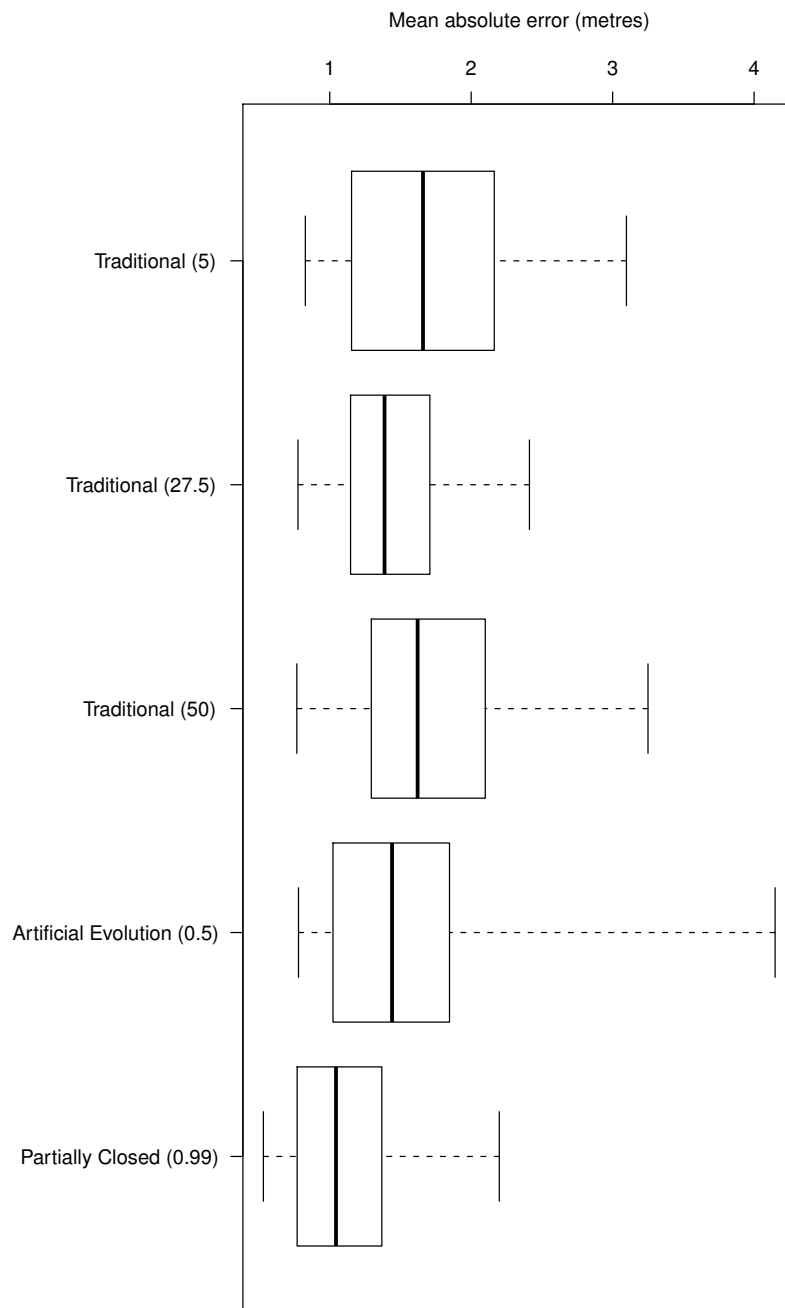 Mean absolute error (metres)
1 2 3 4
Traditional (5)
Traditional (27.5)
Traditional (50)
Artificial Evolution (0.5)
Partially Closed (0.99)